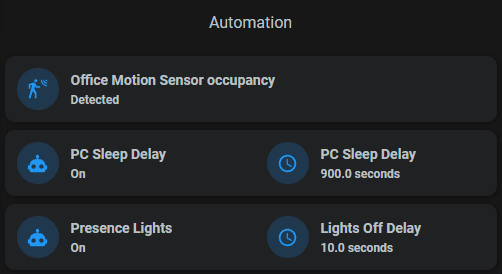 Automation
Office Motion Sensor occupancy
Detected
PC Sleep Delay
On
PC Sleep Delay
900.0 seconds
Presence Lights
On
Lights Off Delay
10.0 seconds